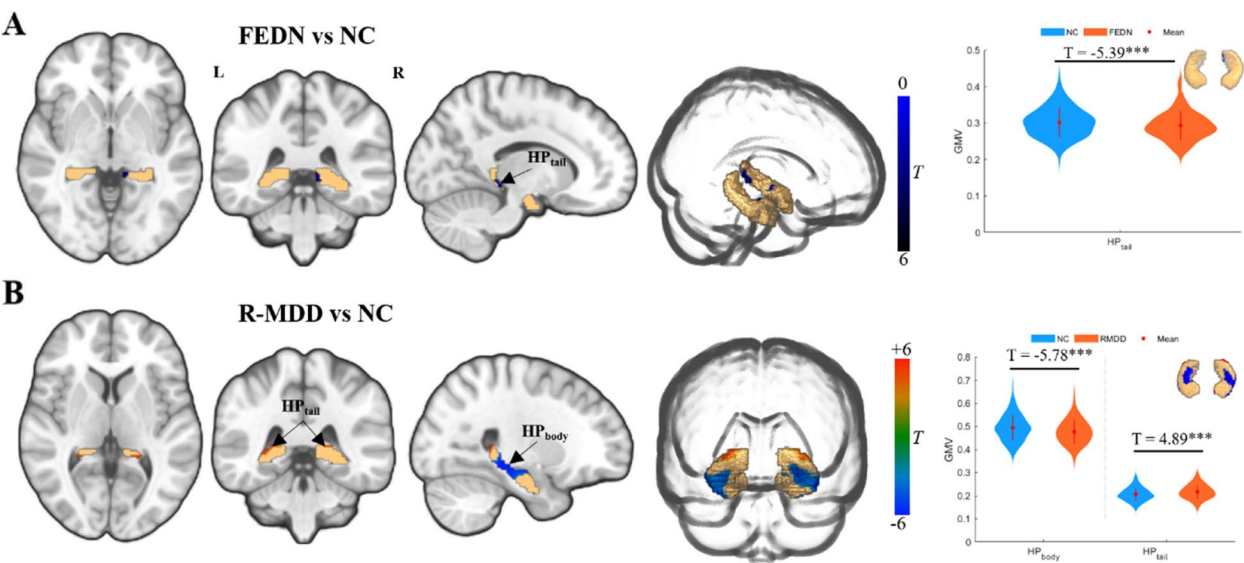 A
FEDN vs NC
L
R
HPtail
0
T
6
NC FEDN Mean
T = -5.39***
0.5
0.4
0.3
0.2
0.1
0
GMV
HPtail
B
R-MDD vs NC
HPtail
HPbody
+6
T
-6
NC RMDD Mean
T = -5.78***
T = 4.89***
0.8
0.7
0.6
0.5
0.4
0.3
0.2
0.1
0
GMV
HPbody
HPtail